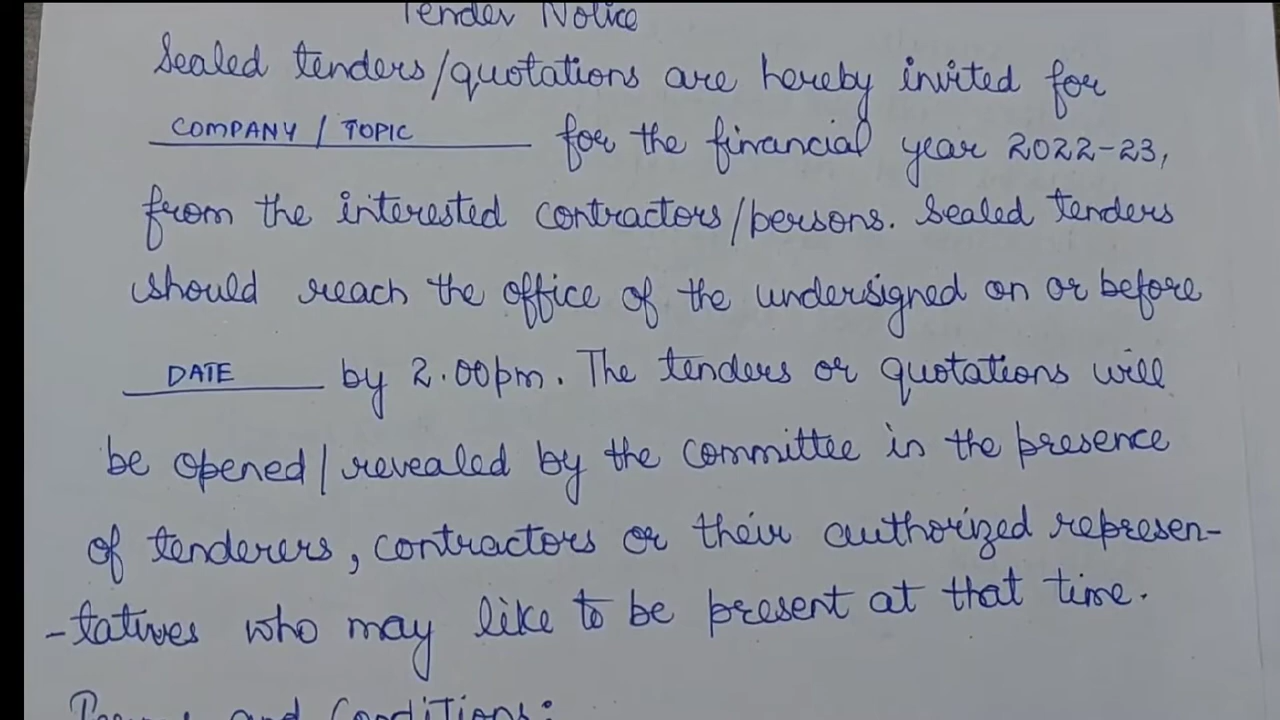 Tender Notice
Sealed tenders/quotations are hereby invited for
COMPANY / TOPIC for the financial year 2022-23,
from the interested contractors/persons. Sealed tenders
should reach the office of the undersigned on or before
DATE by 2.00pm. The tenders or quotations will
be opened/revealed by the committee in the presence
of tenderers, contractors or their authorized represen-
-tatives who may like to be present at that time.
Terms and Conditions: